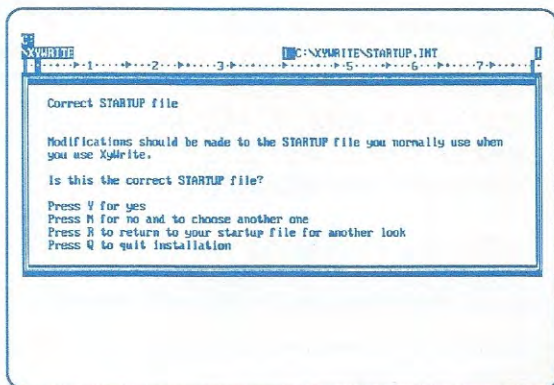 C:
\XYWRITE 1 C:\XYWRITE\STARTUP.INT
1 2 3 5 6 7
Correct STARTUP file
Modifications should be made to the STARTUP file you normally use when
you use XyWrite.
Is this the correct STARTUP file?
Press Y for yes
Press N for no and to choose another one
Press R to return to your startup file for another look
Press Q to quit installation